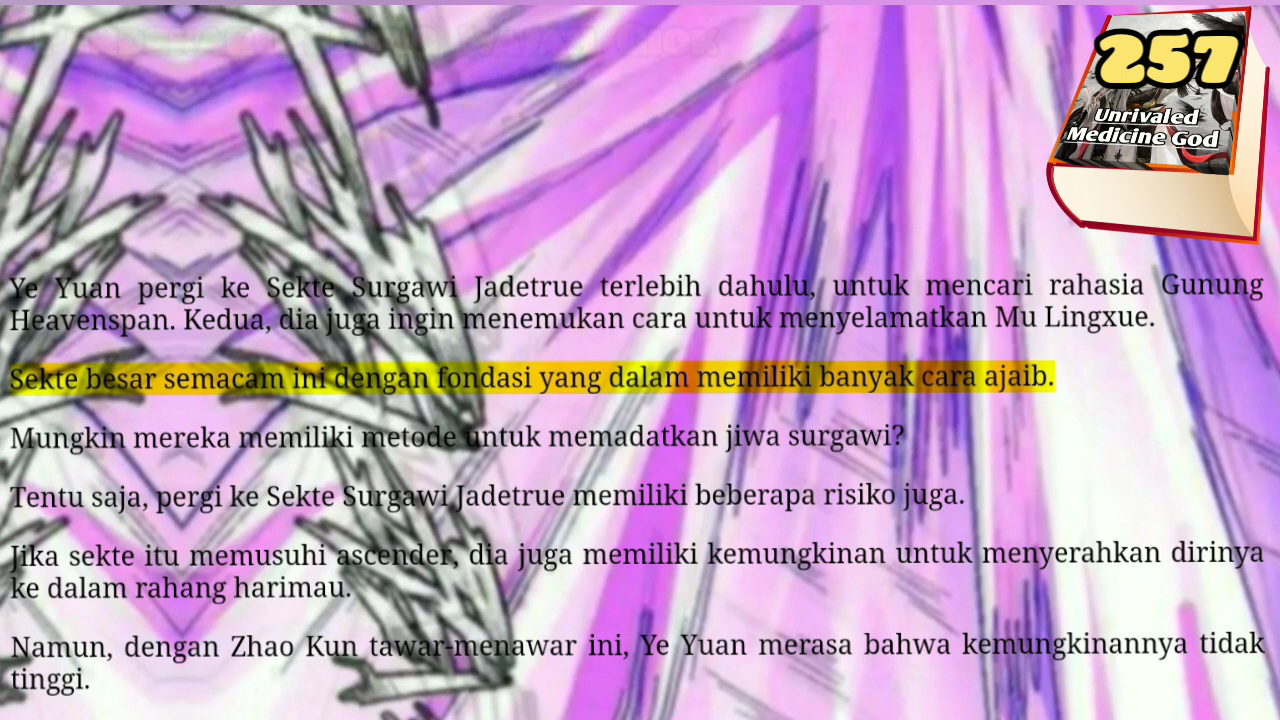 257
Unrivaled
Medicine God
Ye Yuan pergi ke Sekte Surgawi Jadetrue terlebih dahulu, untuk mencari rahasia Gunung
Heavenspan. Kedua, dia juga ingin menemukan cara untuk menyelamatkan Mu Lingxue.
Sekte besar semacam ini dengan fondasi yang dalam memiliki banyak cara ajaib.
Mungkin mereka memiliki metode untuk memadatkan jiwa surgawi?
Tentu saja, pergi ke Sekte Surgawi Jadetrue memiliki beberapa risiko juga.
Jika sekte itu memusuhi ascender, dia juga memiliki kemungkinan untuk menyerahkan dirinya
ke dalam rahang harimau.
Namun, dengan Zhao Kun tawar-menawar ini, Ye Yuan merasa bahwa kemungkinannya tidak
tinggi.